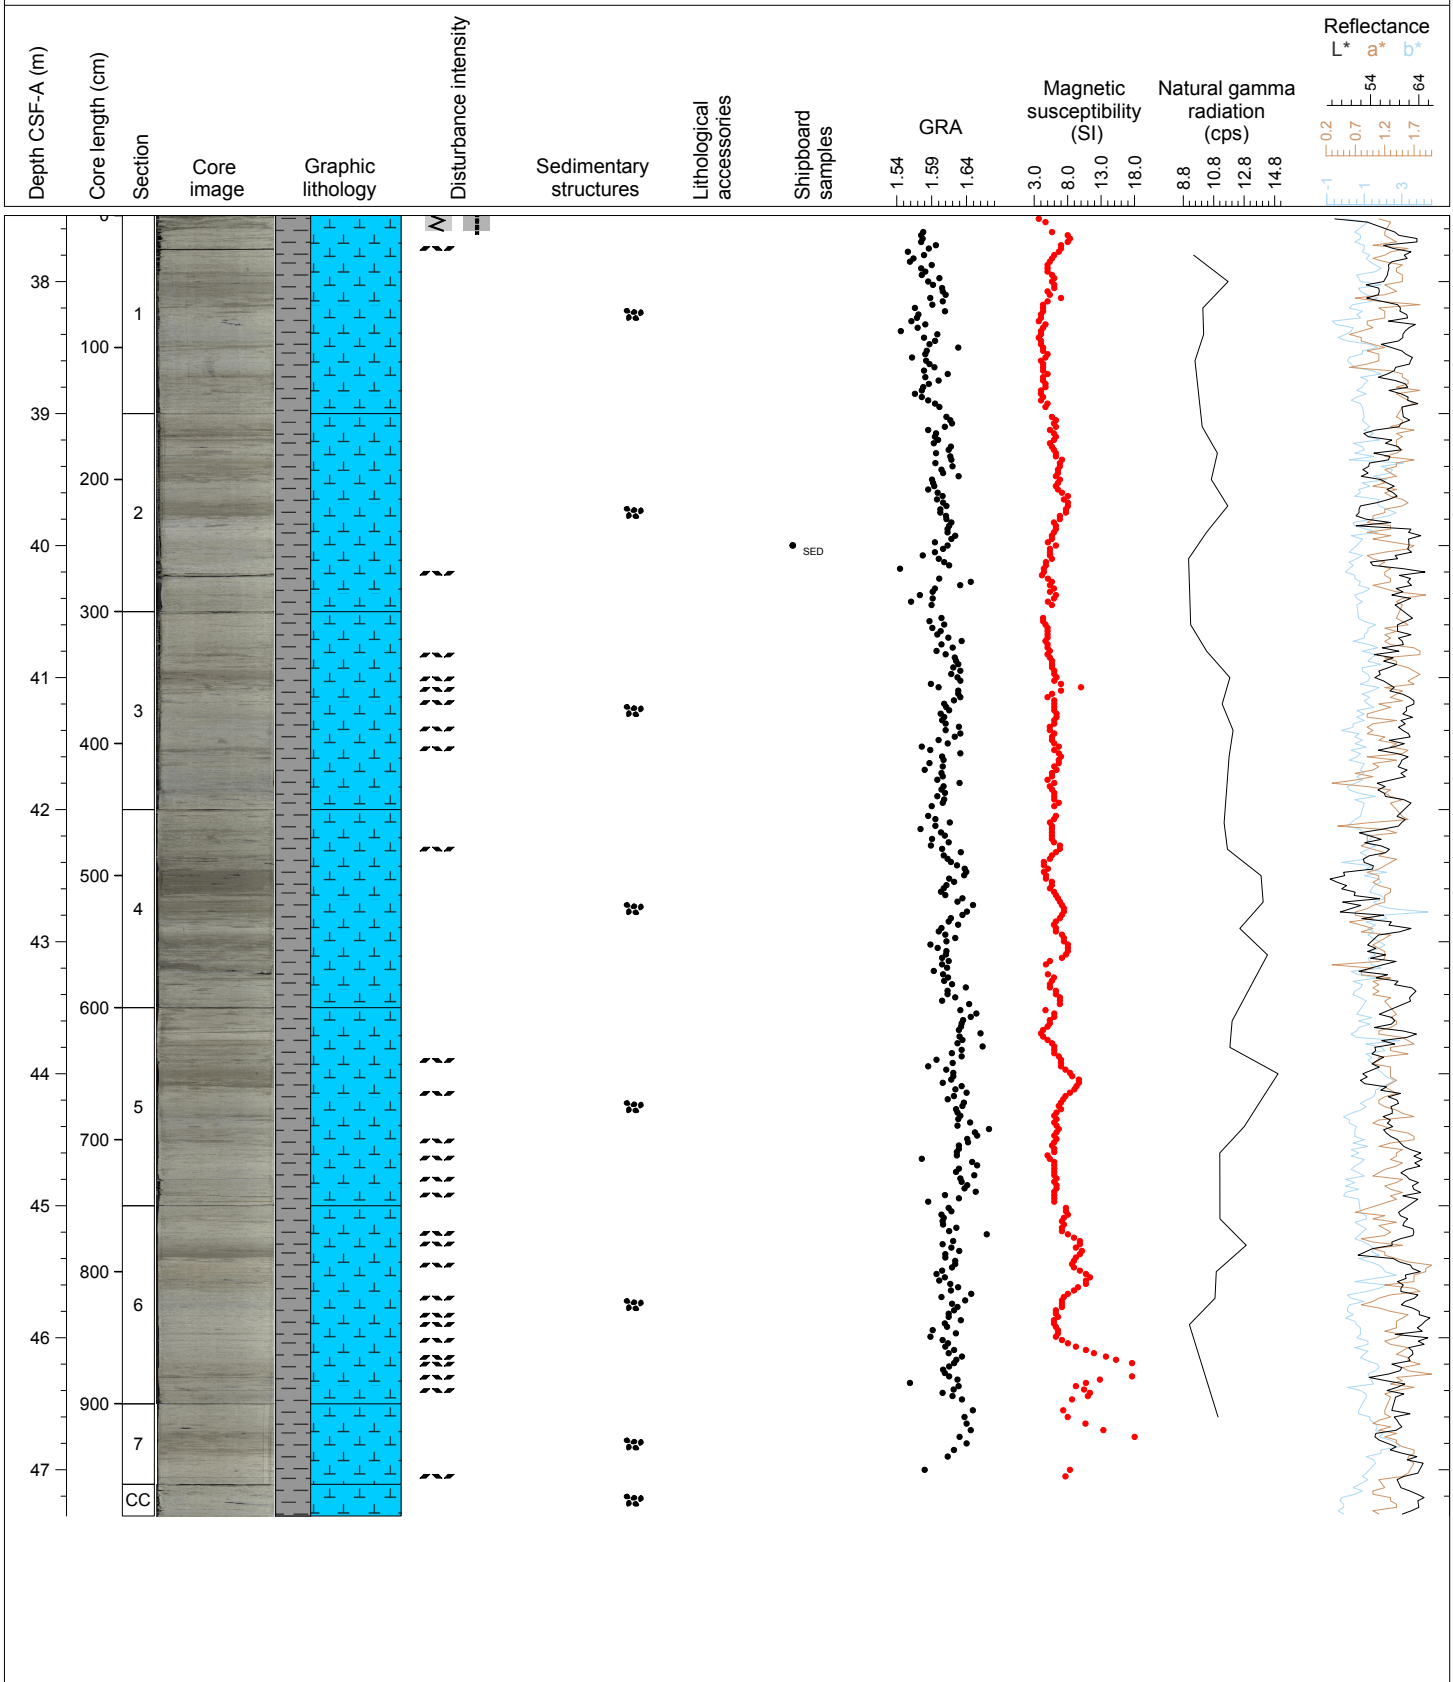 Depth CSF-A (m)
Core length (cm)
Section
Core
image
Graphic
lithology
Disturbance intensity
Sedimentary
structures
Lithological
accessories
Shipboard
samples
GRA
1.54
1.59
1.64
Magnetic
susceptibility
(SI)
3.0
8.0
13.0
18.0
Natural gamma
radiation
(cps)
8.8
10.8
12.8
14.8
Reflectance
L* a* b*
54
64
0.2
0.7
1.2
1.7
-1
1
3
0
38
1
100
39
200
2
40
SED
300
41
3
400
42
500
4
43
600
44
5
700
45
800
6
46
900
7
47
CC